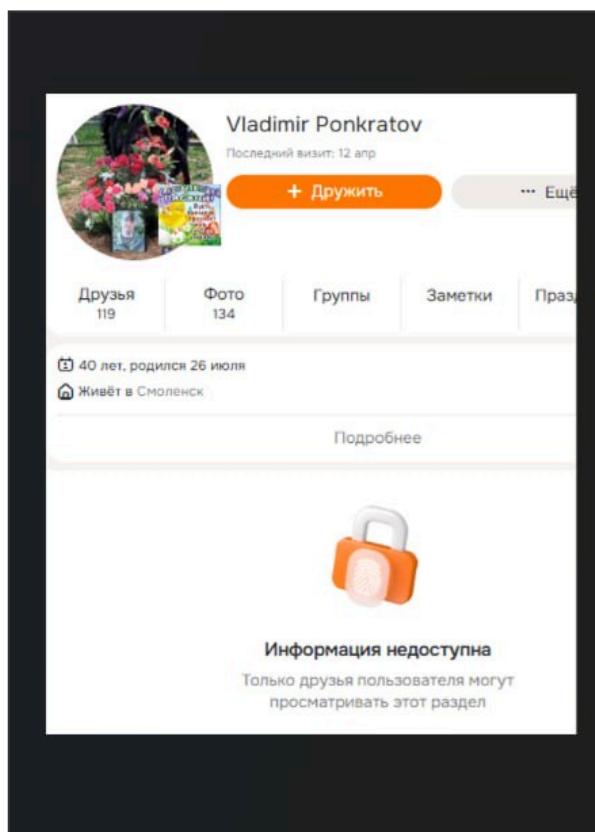 Vladimir Ponkratov
Последний визит: 12 апр
+ Дружить
··· Ещё
Друзья
119
Фото
134
Группы
Заметки
Празд
40 лет, родился 26 июля
Живёт в Смоленск
Подробнее
Информация недоступна
Только друзья пользователя могут
просматривать этот раздел